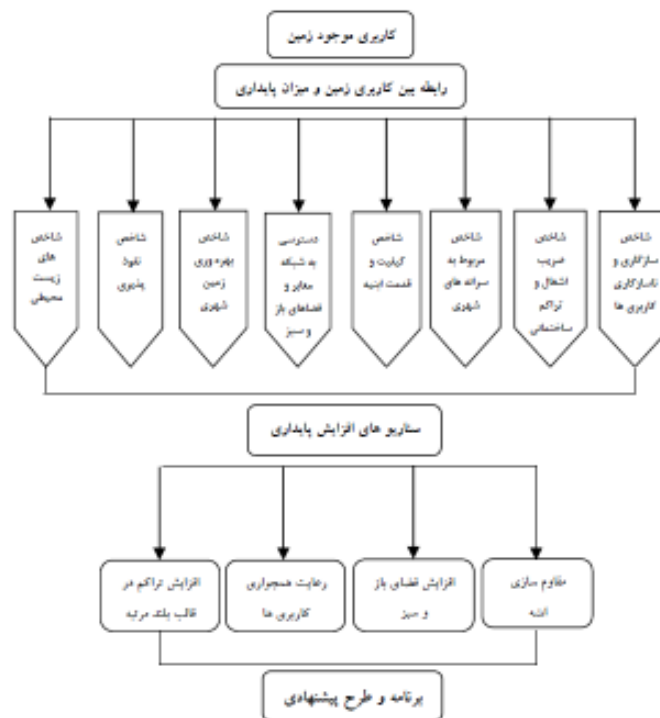 کاربری موجود زمین
رابطه بین کاربری زمین و میزان پایداری
شاخص
سازگاری و
ناسازگاری
کاربری ها
شاخص
ضریب
اشغال و
تراکم
ساختمانی
شاخص
مربوط به
سرانه های
شهری
شاخص
کیفیت و
قدمت ابنیه
دسترسی
به شبکه
معابر و
فضاهای باز
و سبز
شاخص
بهره وری
زمین
شهری
شاخص
نفوذ
پذیری
شاخص
های
زیست
محیطی
سناریو های افزایش پایداری
مقاوم سازی
ابنیه
افزایش فضای باز
و سبز
رعایت همجواری
کاربری ها
افزایش تراکم در
قالب بلند مرتبه
برنامه و طرح پیشنهادی